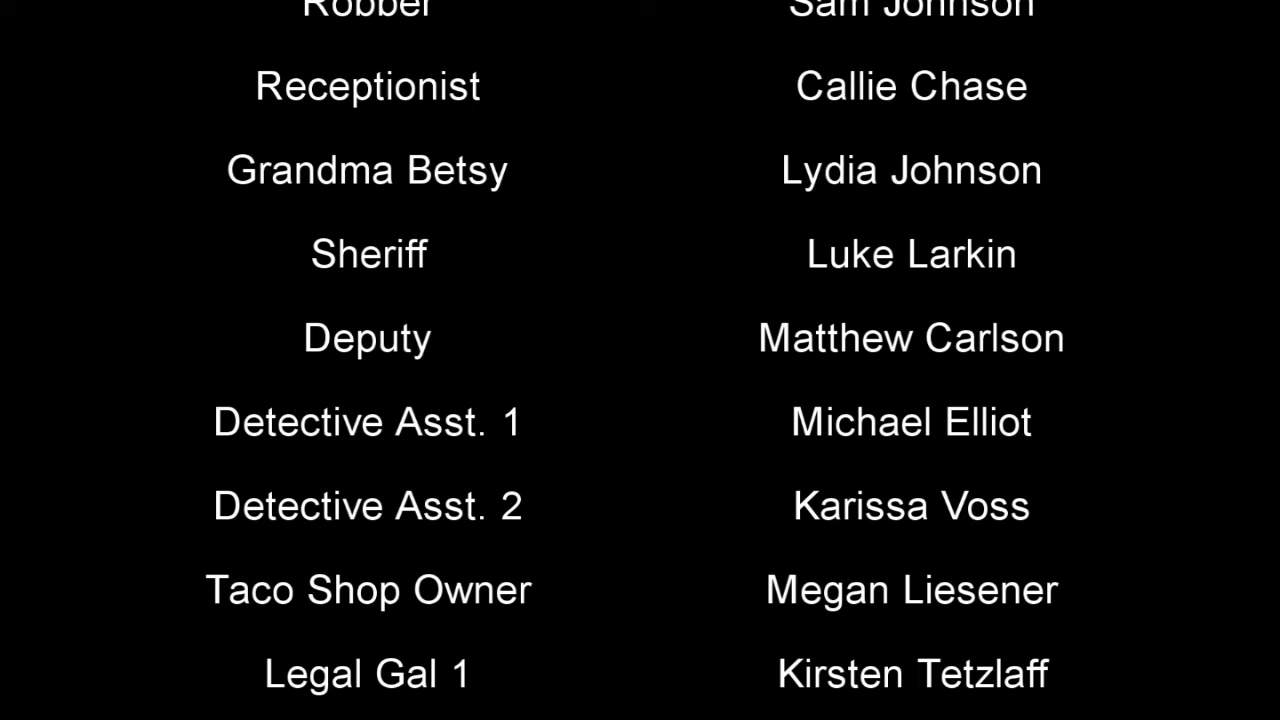 Robber Sam Johnson
Receptionist Callie Chase
Grandma Betsy Lydia Johnson
Sheriff Luke Larkin
Deputy Matthew Carlson
Detective Asst. 1 Michael Elliot
Detective Asst. 2 Karissa Voss
Taco Shop Owner Megan Liesener
Legal Gal 1 Kirsten Tetzlaff